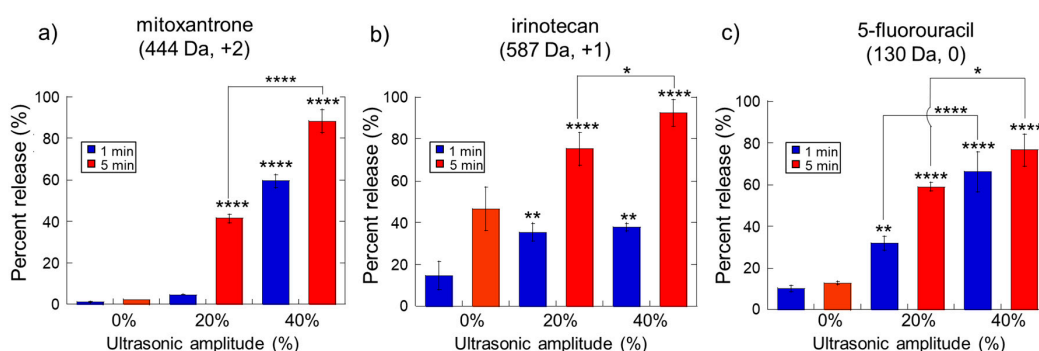 a)
mitoxantrone
(444 Da, +2)
****
****
****
****
100
80
60
40
20
0
1 min
5 min
Percent release (%)
0% 20% 40%
Ultrasonic amplitude (%)
b)
irinotecan
(587 Da, +1)
*
****
****
**
**
100
80
60
40
20
0
1 min
5 min
Percent release (%)
0% 20% 40%
Ultrasonic amplitude (%)
c)
5-fluorouracil
(130 Da, 0)
*
****
****
****
****
**
100
80
60
40
20
0
1 min
5 min
Percent release (%)
0% 20% 40%
Ultrasonic amplitude (%)